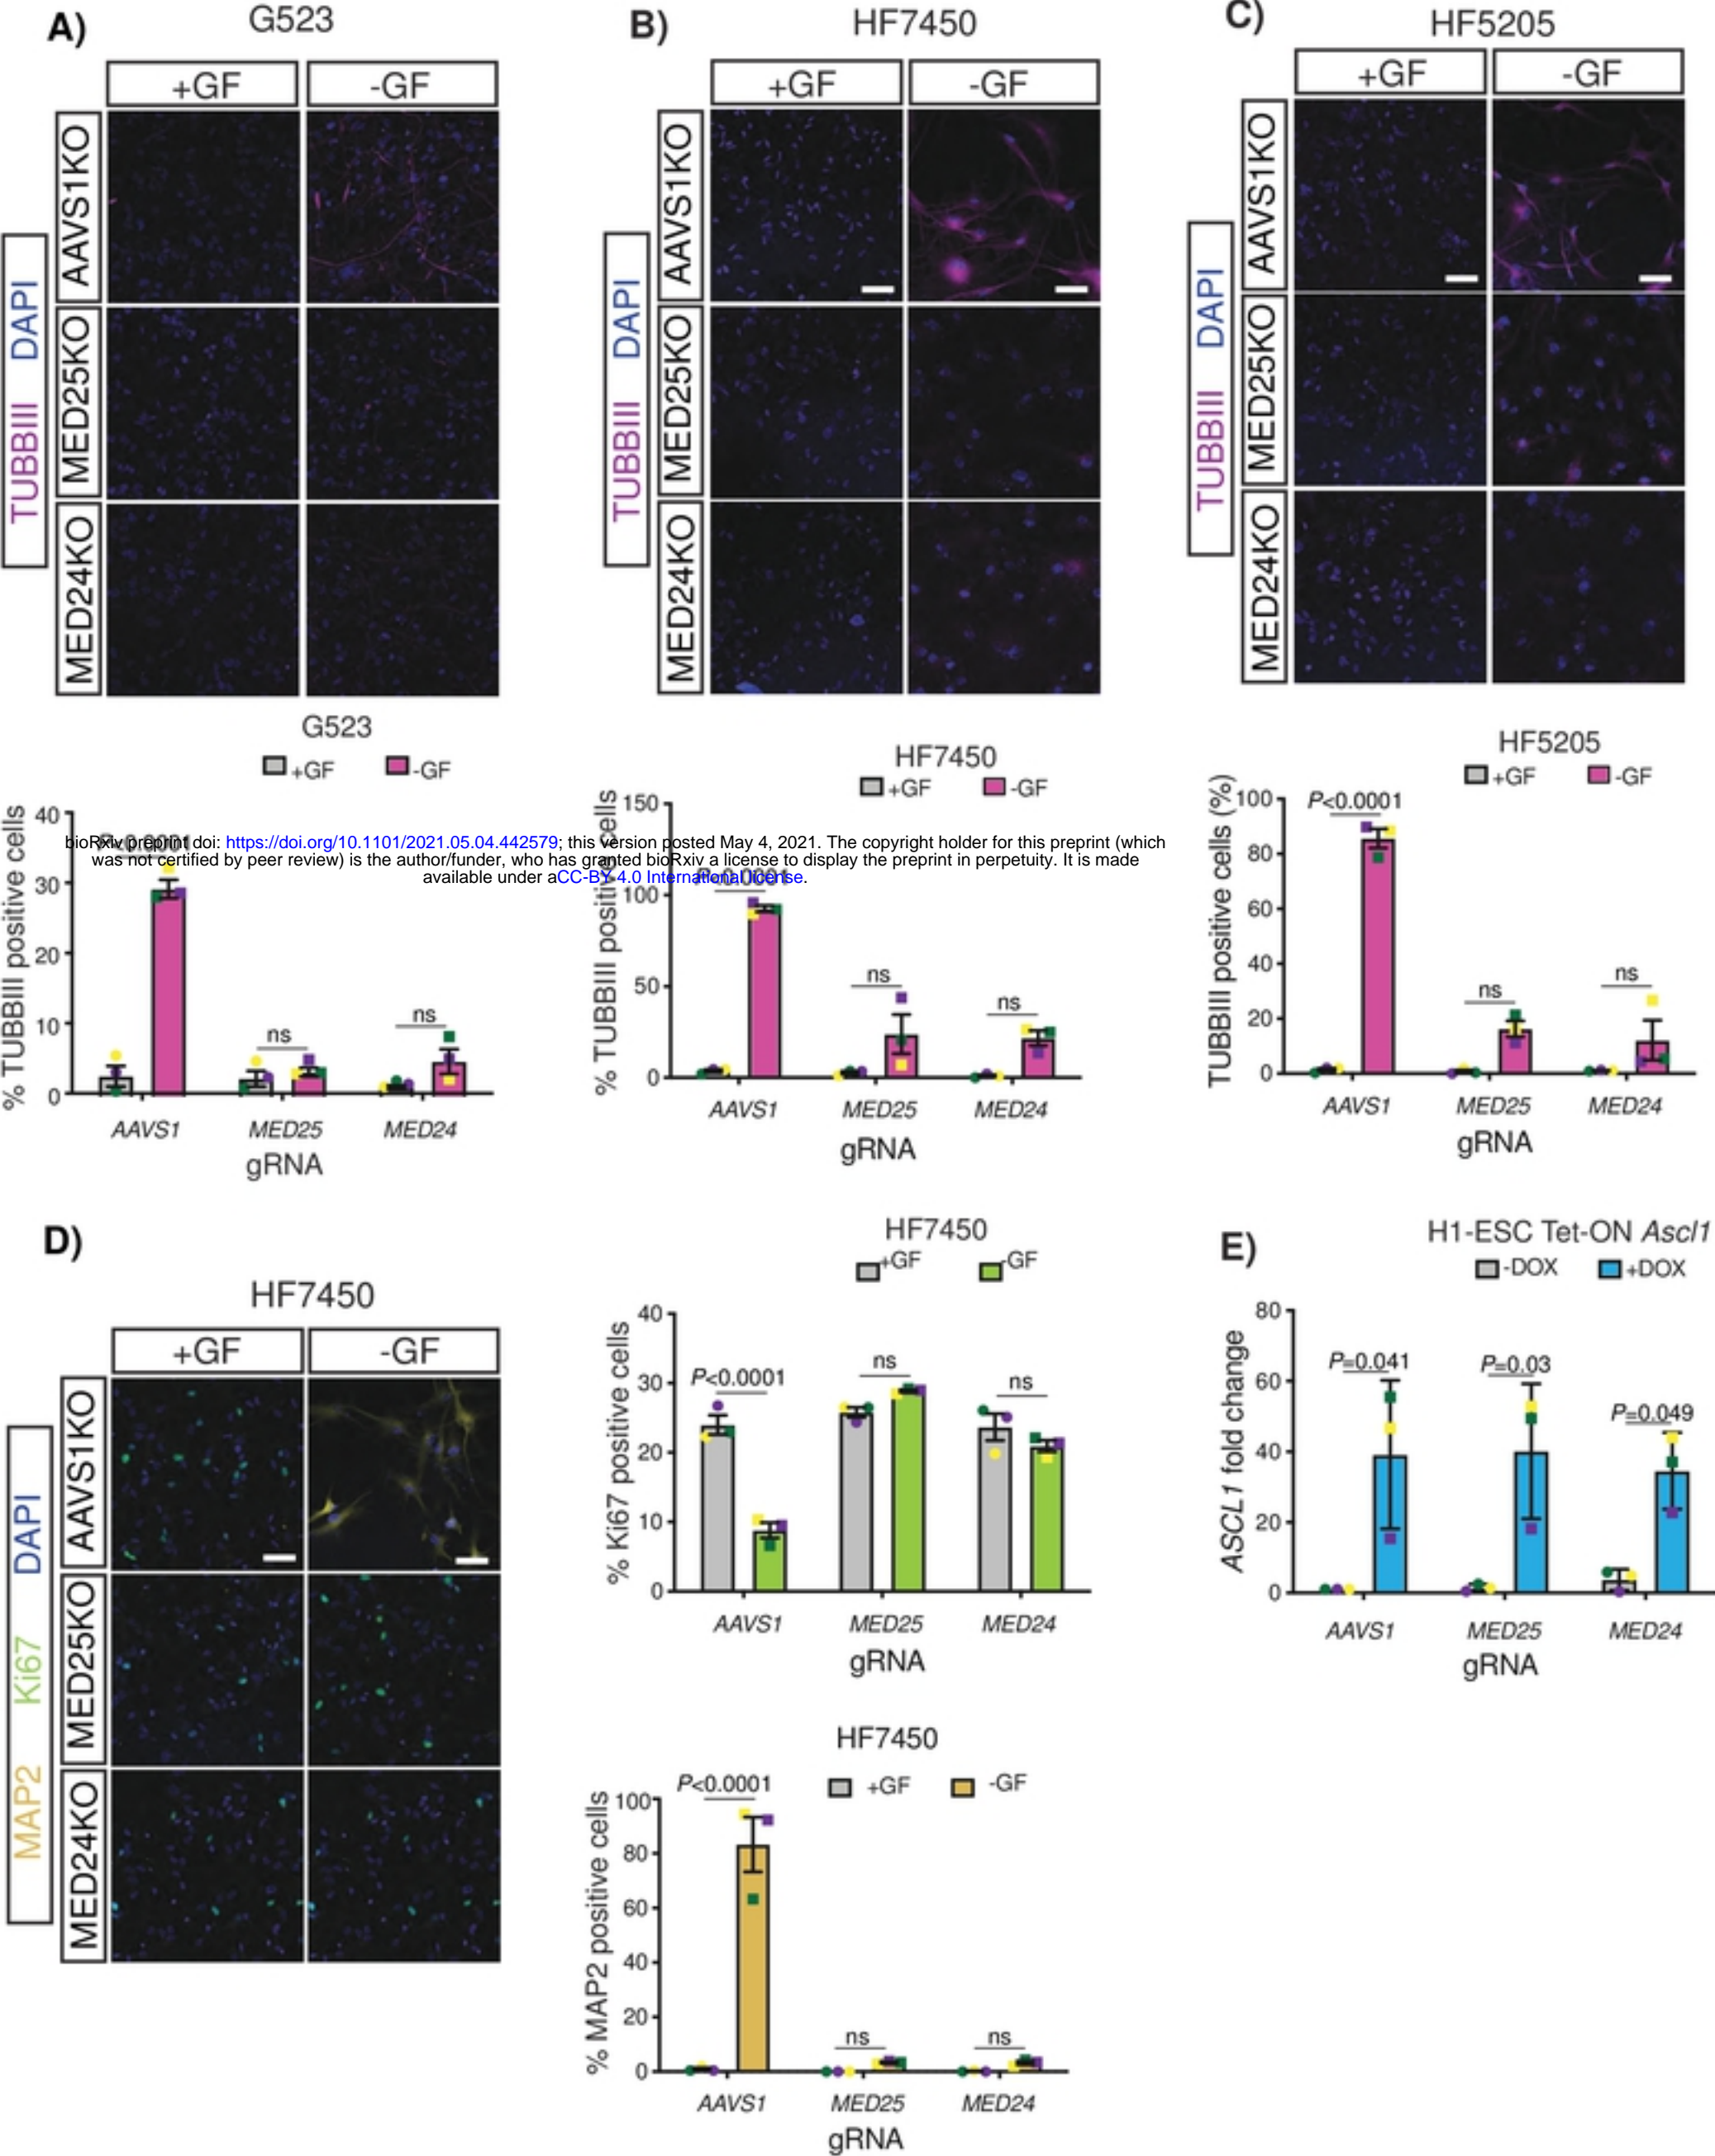 A)
G523
+GF
-GF
TUBBIII DAPI
AAVS1KO
MED25KO
MED24KO
G523
+GF
-GF
% TUBBIII positive cells
40
30
20
10
0
P<0.0001
ns
ns
AAVS1
MED25
MED24
gRNA
B)
HF7450
+GF
-GF
TUBBIII DAPI
AAVS1KO
MED25KO
MED24KO
HF7450
+GF
-GF
% TUBBIII positive cells
150
100
50
0
P<0.0001
ns
ns
AAVS1
MED25
MED24
gRNA
C)
HF5205
+GF
-GF
TUBBIII DAPI
AAVS1KO
MED25KO
MED24KO
HF5205
+GF
-GF
TUBBIII positive cells (%)
100
80
60
40
20
0
P<0.0001
ns
ns
AAVS1
MED25
MED24
gRNA
bioRxiv preprint doi: https://doi.org/10.1101/2021.05.04.442579; this version posted May 4, 2021. The copyright holder for this preprint (which
was not certified by peer review) is the author/funder, who has granted bioRxiv a license to display the preprint in perpetuity. It is made
available under aCC-BY 4.0 International license.
D)
HF7450
+GF
-GF
MAP2 Ki67 DAPI
AAVS1KO
MED25KO
MED24KO
HF7450
+GF
-GF
% Ki67 positive cells
40
30
20
10
0
P<0.0001
ns
ns
AAVS1
MED25
MED24
gRNA
HF7450
+GF
-GF
% MAP2 positive cells
100
80
60
40
20
0
P<0.0001
ns
ns
AAVS1
MED25
MED24
gRNA
E)
H1-ESC Tet-ON Ascl1
-DOX
+DOX
ASCL1 fold change
80
60
40
20
0
P=0.041
P=0.03
P=0.049
AAVS1
MED25
MED24
gRNA